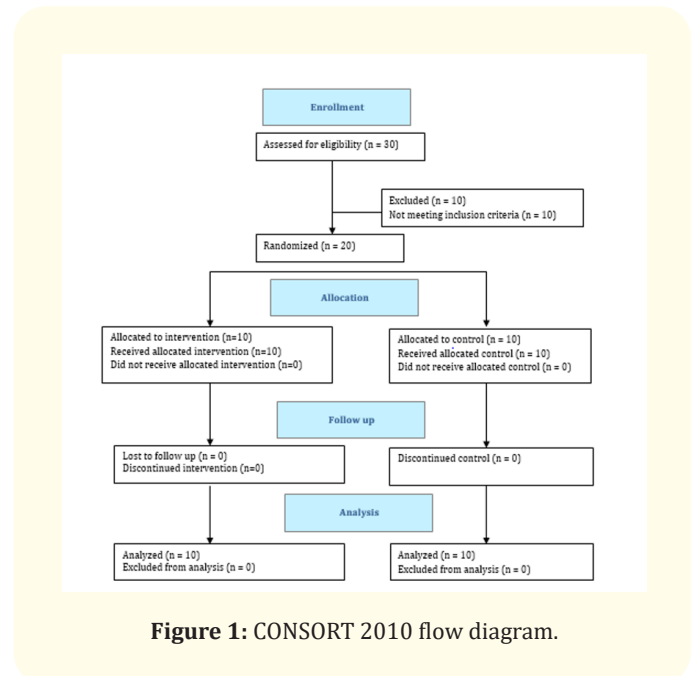 Enrollment
Assessed for eligibility (n = 30)
Excluded (n = 10)
Not meeting inclusion criteria (n = 10)
Randomized (n = 20)
Allocation
Allocated to intervention (n=10)
Received allocated intervention (n=10)
Did not receive allocated intervention (n=0)
Allocated to control (n = 10)
Received allocated control (n = 10)
Did not receive allocated control (n = 0)
Follow up
Lost to follow up (n = 0)
Discontinued intervention (n=0)
Discontinued control (n = 0)
Analysis
Analyzed (n = 10)
Excluded from analysis (n = 0)
Analyzed (n = 10)
Excluded from analysis (n = 0)
Figure 1: CONSORT 2010 flow diagram.